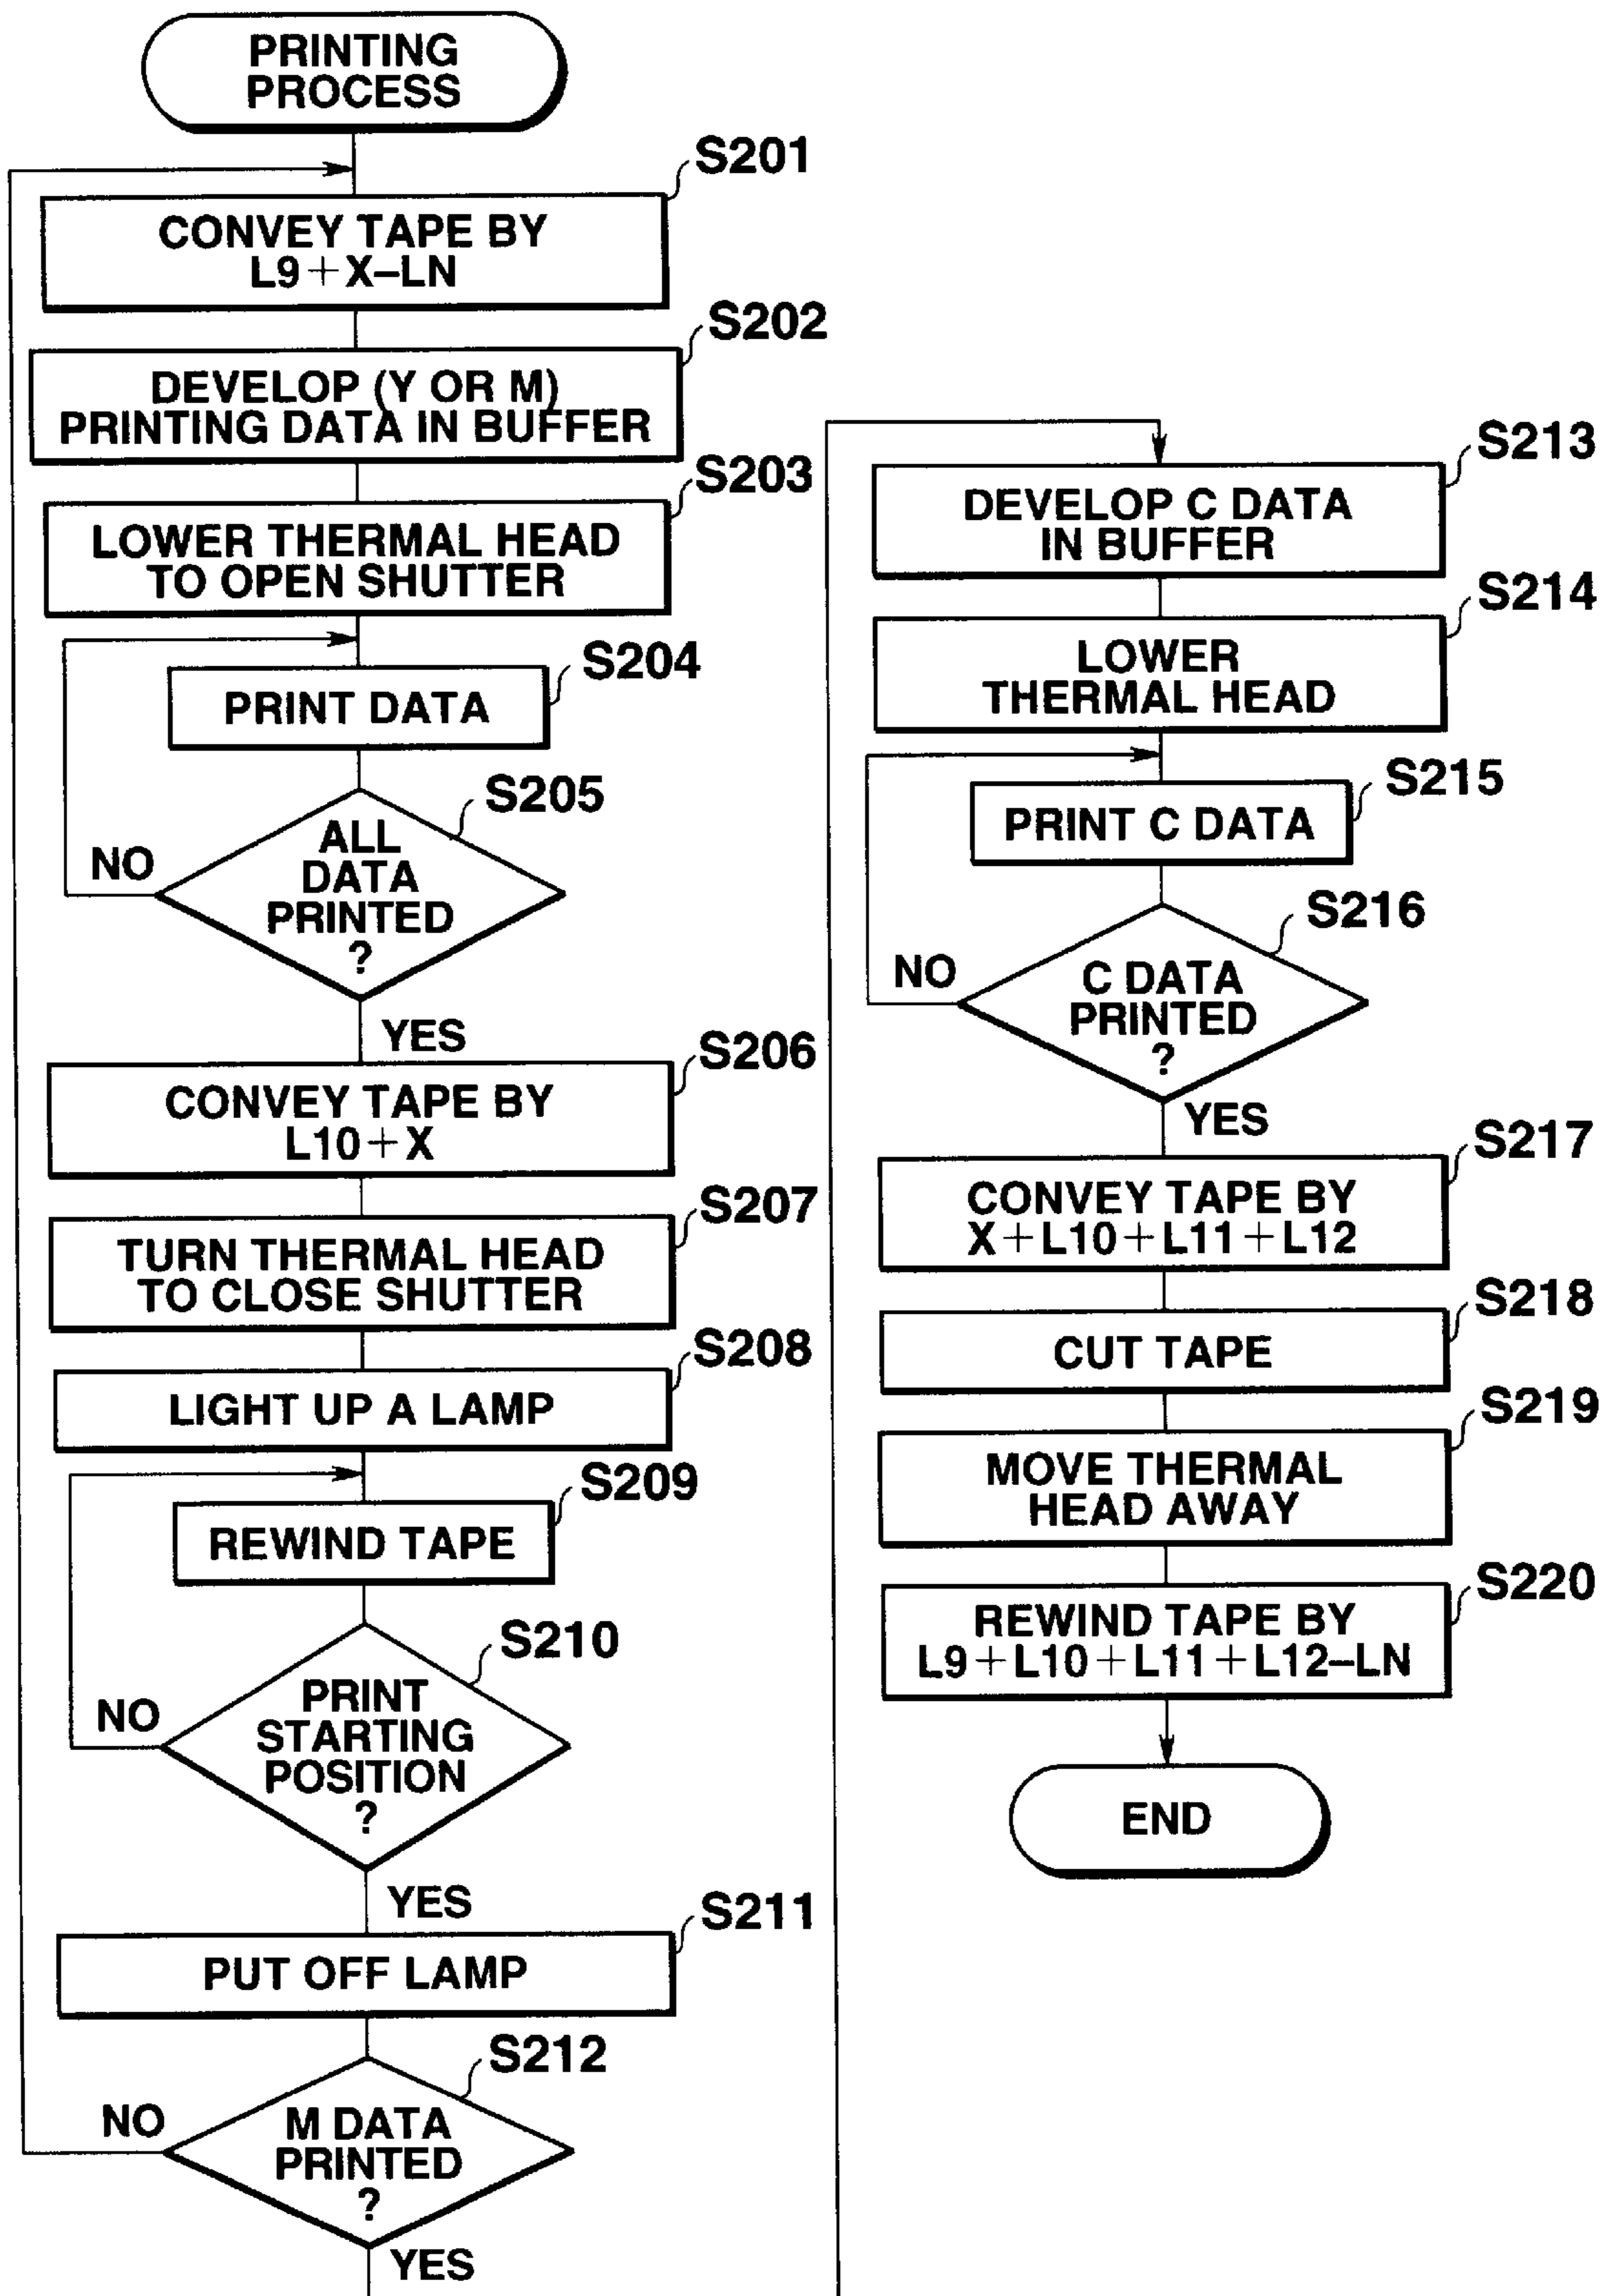 PRINTING
PROCESS
S201
CONVEY TAPE BY
L9+X–LN
S202
DEVELOP (Y OR M)
PRINTING DATA IN BUFFER
S203
LOWER THERMAL HEAD
TO OPEN SHUTTER
S204
PRINT DATA
S205
ALL
DATA
PRINTED
?
NO
YES
S206
CONVEY TAPE BY
L10+X
S207
TURN THERMAL HEAD
TO CLOSE SHUTTER
S208
LIGHT UP A LAMP
S209
REWIND TAPE
S210
PRINT
STARTING
POSITION
?
NO
YES
S211
PUT OFF LAMP
S212
M DATA
PRINTED
?
NO
YES
S213
DEVELOP C DATA
IN BUFFER
S214
LOWER
THERMAL HEAD
S215
PRINT C DATA
S216
C DATA
PRINTED
?
NO
YES
S217
CONVEY TAPE BY
X+L10+L11+L12
S218
CUT TAPE
S219
MOVE THERMAL
HEAD AWAY
S220
REWIND TAPE BY
L9+L10+L11+L12–LN
END